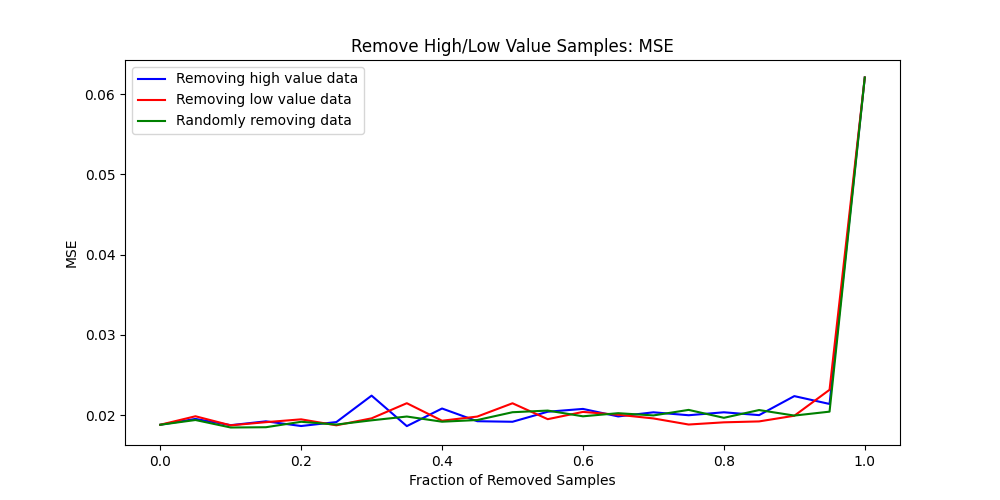 Remove High/Low Value Samples: MSE
Removing high value data
Removing low value data
Randomly removing data
0.06
0.05
0.04
0.03
0.02
MSE
0.0 0.2 0.4 0.6 0.8 1.0
Fraction of Removed Samples